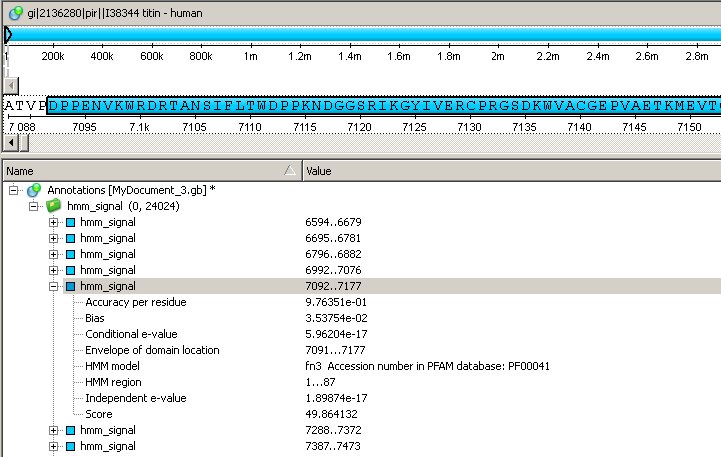 gi|2136280|pir||I38344 titin - human
1 200k 400k 600k 800k 1m 1.2m 1.4m 1.6m 1.8m 2m 2.2m 2.4m 2.6m 2.8m
ATVPDPPENVKWRDRTANSIFLTWDPPKNDGGSRIKGYIVERCPRGSDKWVACGEPVAETKMEVT
7 088 7095 7.1k 7105 7110 7115 7120 7125 7130 7135 7140 7145 7150
Name Value
Annotations [MyDocument_3.gb] *
hmm_signal (0, 24024)
hmm_signal 6594..6679
hmm_signal 6695..6781
hmm_signal 6796..6882
hmm_signal 6992..7076
hmm_signal 7092..7177
Accuracy per residue 9.76351e-01
Bias 3.53754e-02
Conditional e-value 5.96204e-17
Envelope of domain location 7091...7177
HMM model fn3 Accession number in PFAM database: PF00041
HMM region 1...87
Independent e-value 1.89874e-17
Score 49.864132
hmm_signal 7288..7372
hmm_signal 7387..7473